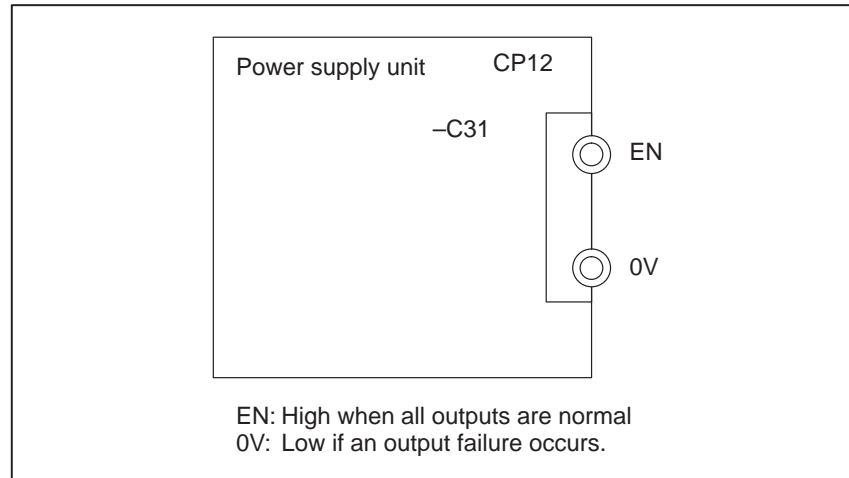 Power supply unit CP12
–C31
EN
0V
EN: High when all outputs are normal
0V: Low if an output failure occurs.